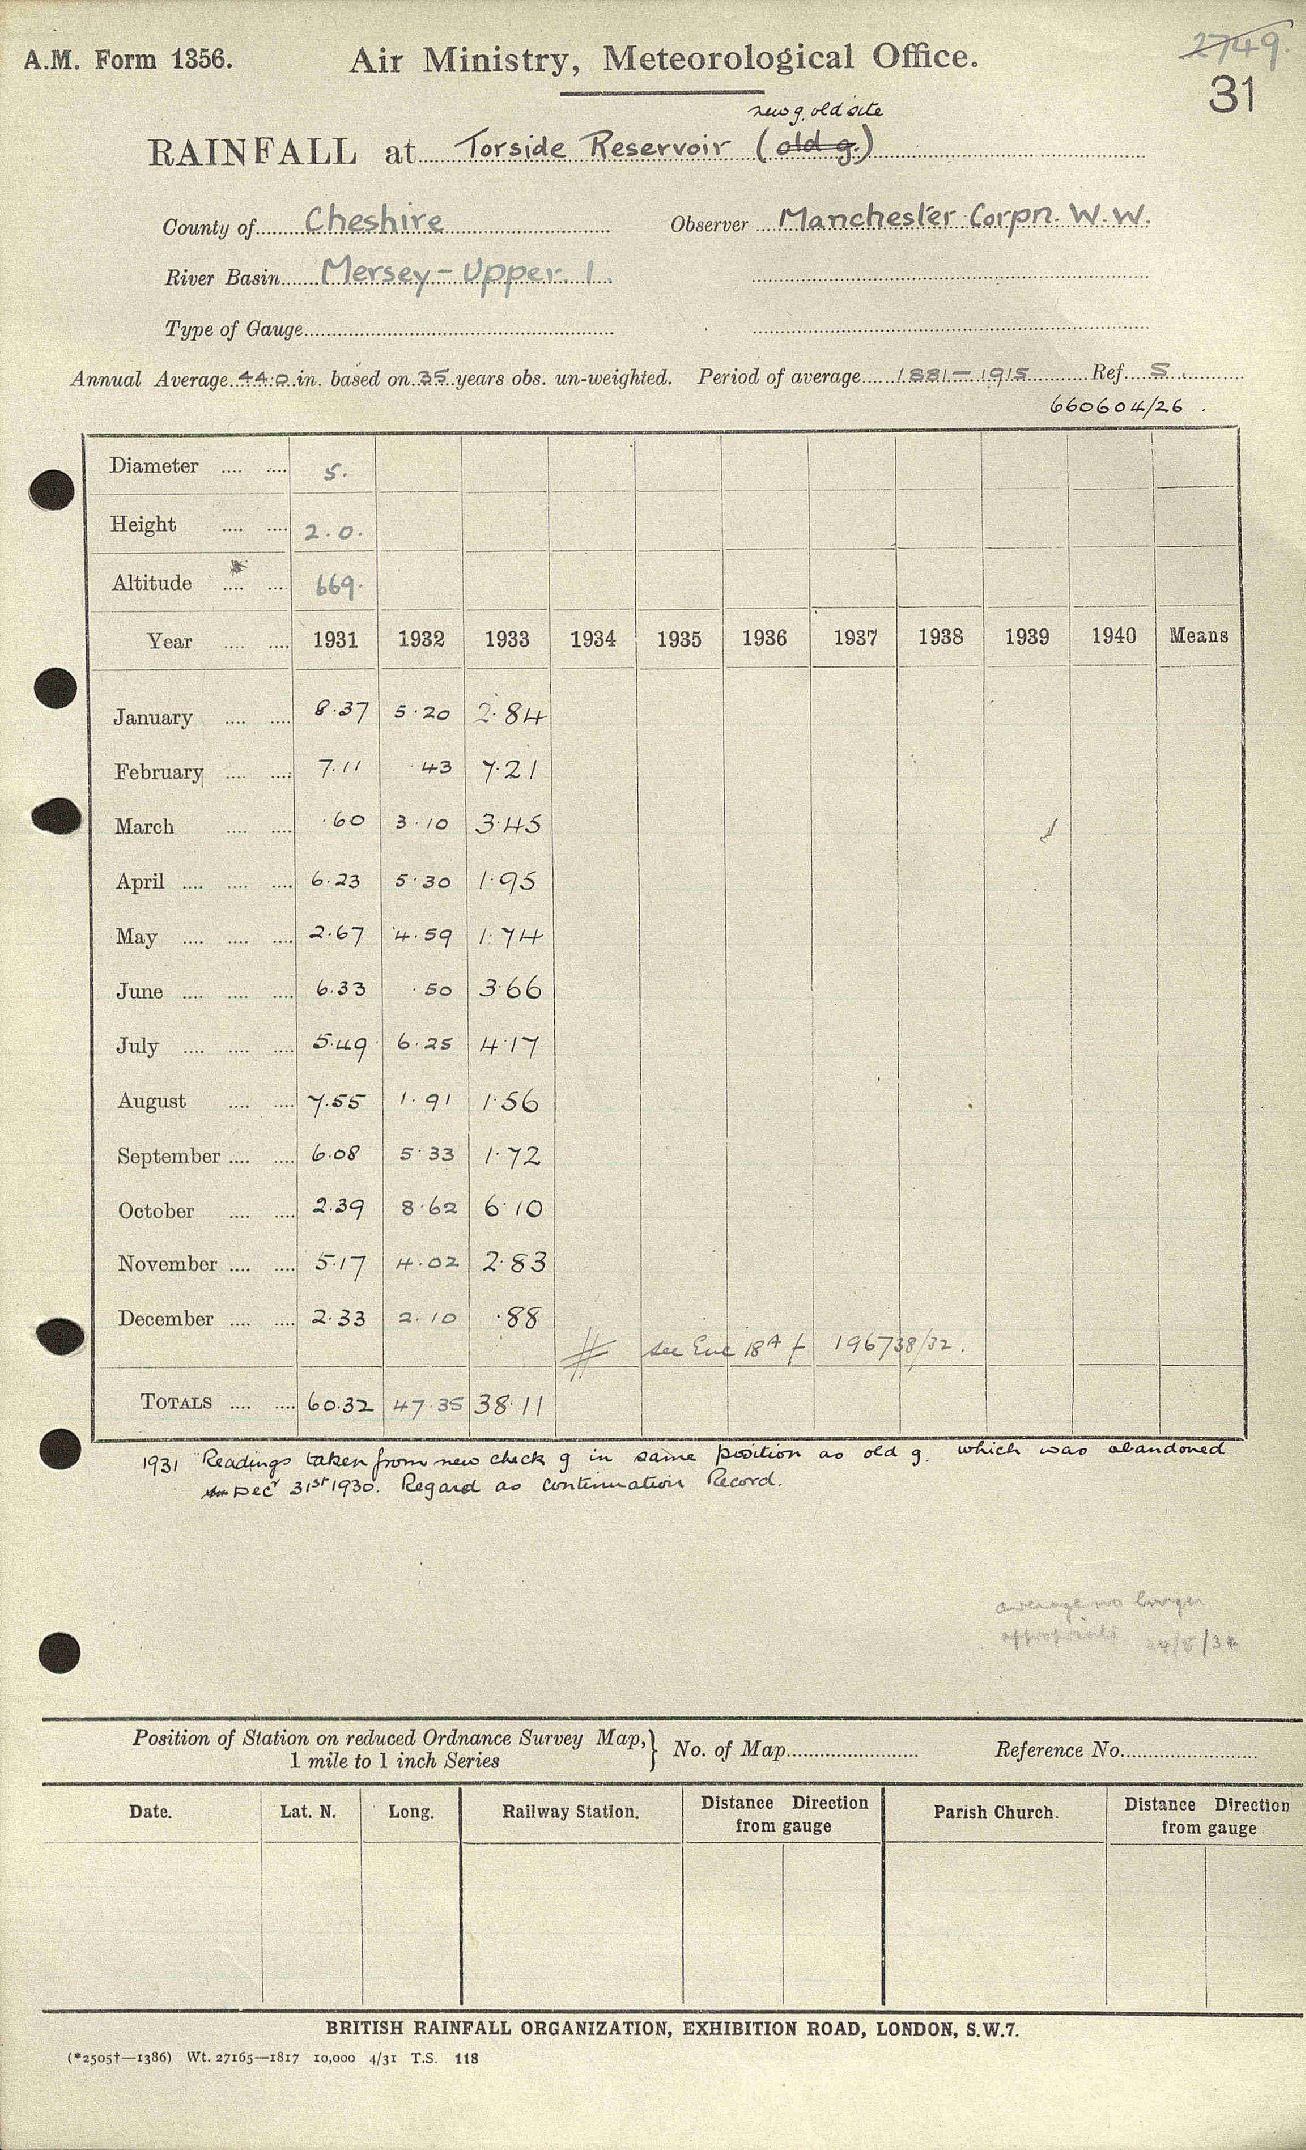 2749.
A.M. Form 1356. Air Ministry, Meteorological Office.
31
new g. old site
RAINFALL at Torside Reservoir (old g.)
County of Cheshire Observer Manchester Corpn. W.W.
River Basin Mersey - Upper 1.
Type of Gauge
Annual Average 44.0 in. based on 35 years obs. un-weighted. Period of average 1881-1915 Ref. S
660604/26.
Diameter .... .... 5.
Height .... .... 2.0.
Altitude .... .... 669.
Year .... .... 1931 1932 1933 1934 1935 1936 1937 1938 1939 1940 Means
January .... .... 8.37 5.20 2.84
February .... .... 7.11 .43 7.21
March .... .... .60 3.10 3.45
April .... .... .... 6.23 5.30 1.95
May .... .... .... 2.67 4.59 1.74
June .... .... .... 6.33 .50 3.66
July .... .... .... 5.49 6.25 4.17
August .... .... 7.55 1.91 1.56
September .... .... 6.08 5.33 1.72
October .... .... 2.39 8.62 6.10
November .... .... 5.17 4.02 2.83
December .... .... 2.33 2.10 .88
see 18A 196738/32.
TOTALS .... .... 60.32 47.35 38.11
1931 Readings taken from new check g in same position as old g. which was abandoned
Decr 31st 1930. Regard as continuation Record.
average no longer
appropriate
Position of Station on reduced Ordnance Survey Map,} No. of Map Reference No.
1 mile to 1 inch Series
Date. Lat. N. Long. Railway Station. Distance Direction Parish Church. Distance Direction
from gauge from gauge
BRITISH RAINFALL ORGANIZATION, EXHIBITION ROAD, LONDON, S.W.7.
(*2505†—1386) Wt. 27165—1817 10,000 4/31 T.S. 118